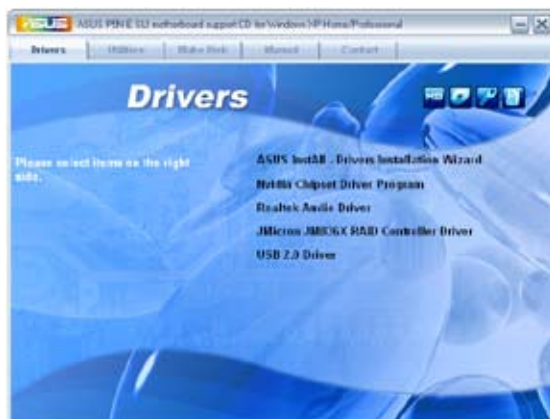 ASUS P5N-E SLI motherboard support CD for Windows XP Home/Professional
Drivers Utilities Make Disk Manual Contact
Drivers
Please select items on the right
side.
ASUS InstAll - Drivers Installation Wizard
Nvidia Chipset Driver Program
Realtek Audio Driver
JMicron JMB36X RAID Controller Driver
USB 2.0 Driver